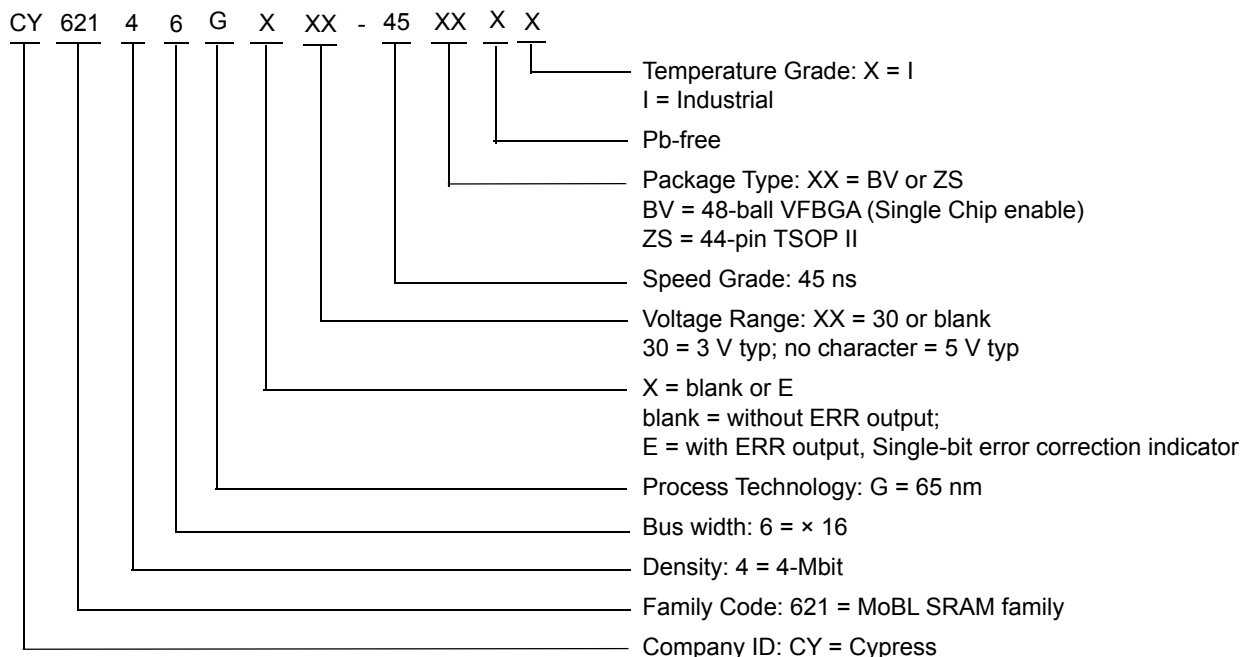 CY 621 4 6 G X XX - 45 XX X X
Temperature Grade: X = I
I = Industrial
Pb-free
Package Type: XX = BV or ZS
BV = 48-ball VFBGA (Single Chip enable)
ZS = 44-pin TSOP II
Speed Grade: 45 ns
Voltage Range: XX = 30 or blank
30 = 3 V typ; no character = 5 V typ
X = blank or E
blank = without ERR output;
E = with ERR output, Single-bit error correction indicator
Process Technology: G = 65 nm
Bus width: 6 = × 16
Density: 4 = 4-Mbit
Family Code: 621 = MoBL SRAM family
Company ID: CY = Cypress